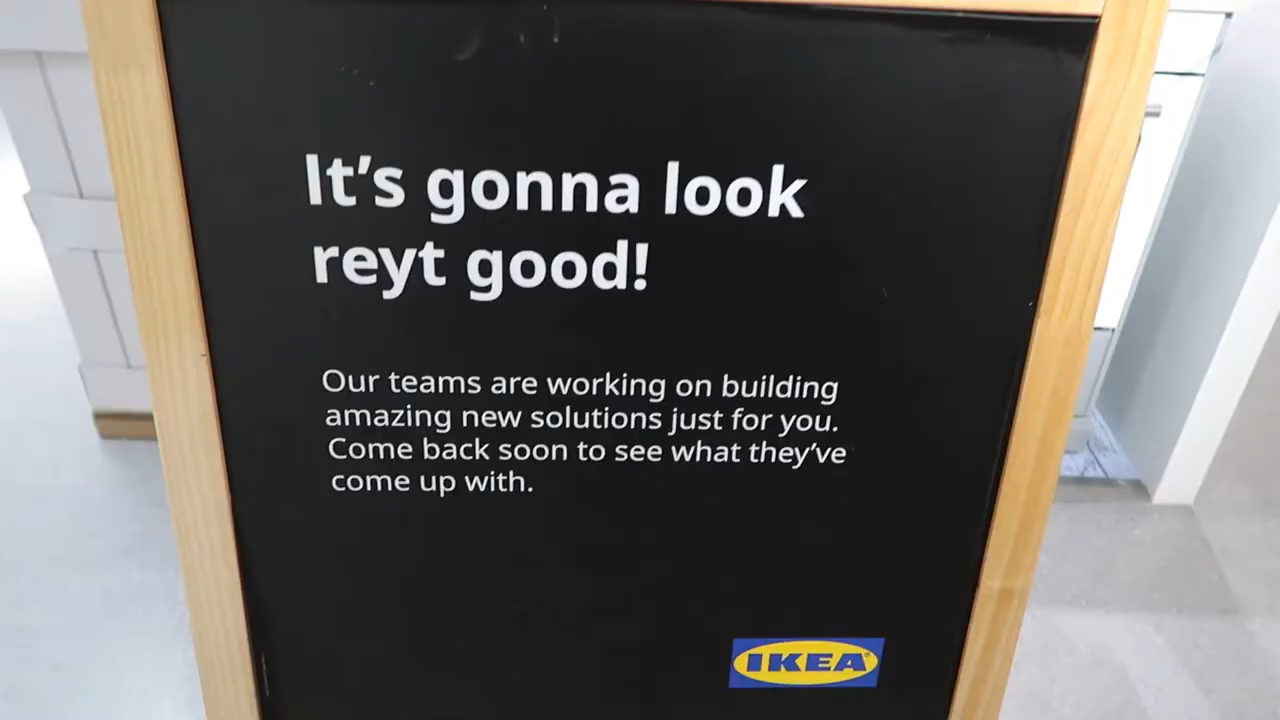 It's gonna look
reyt good!
Our teams are working on building
amazing new solutions just for you.
Come back soon to see what they've
come up with.
IKEA®